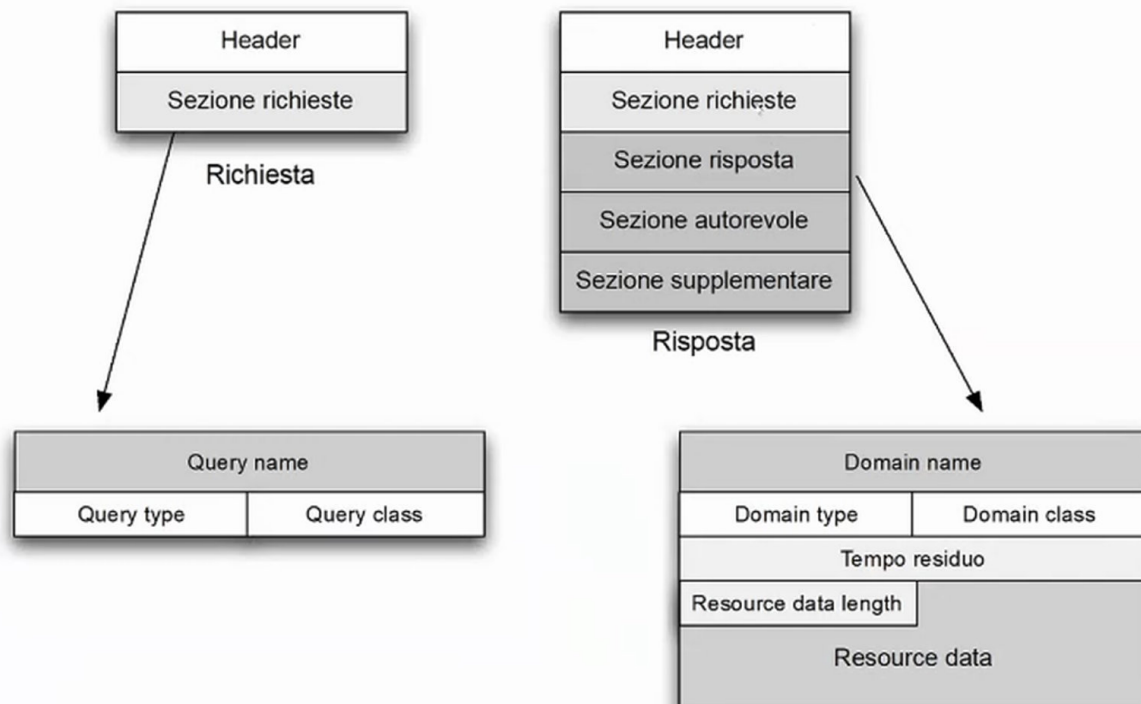 Header
Sezione richieste
Richiesta
Header
Sezione richieste
Sezione risposta
Sezione autorevole
Sezione supplementare
Risposta
Query name
Query type
Query class
Domain name
Domain type
Domain class
Tempo residuo
Resource data length
Resource data